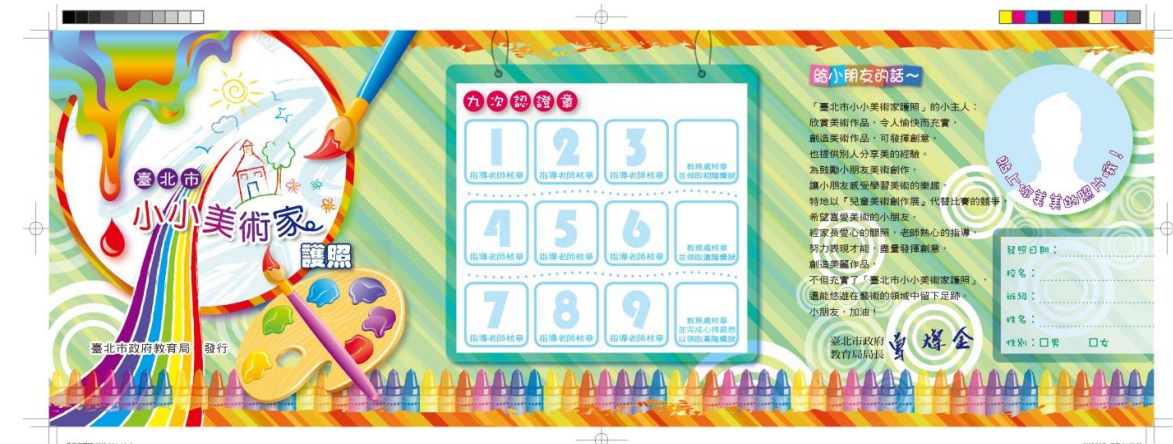 臺北市
小小美術家
護照
臺北市政府教育局 發行
九次認證章
1
指導老師核章
2
指導老師核章
3
指導老師核章
教務處核章
並領取初階獎狀
4
指導老師核章
5
指導老師核章
6
指導老師核章
教務處核章
並領取進階獎狀
7
指導老師核章
8
指導老師核章
9
指導老師核章
教務處核章
並完成心得感想
以領取高階獎狀
給小朋友的話～
「臺北市小小美術家護照」的小主人：
欣賞美術作品，令人愉快而充實，
創造美術作品，可發揮創意，
也提供別人分享美的經驗。
為鼓勵小朋友美術創作，
讓小朋友感受學習美術的樂趣，
特地以「兒童美術創作展」代替比賽的競爭，
希望喜愛美術的小朋友，
經家長愛心的關照，老師熱心的指導，
努力表現才能，盡量發揮創意，
創造美麗作品，
不但充實了「臺北市小小美術家護照」，
還能悠遊在藝術的領域中留下足跡。
小朋友，加油！
臺北市政府
教育局局長
曾燦金
貼上你美美的照片哦！
發照日期：
校名：
班級：
姓名：
性別：□男 □女